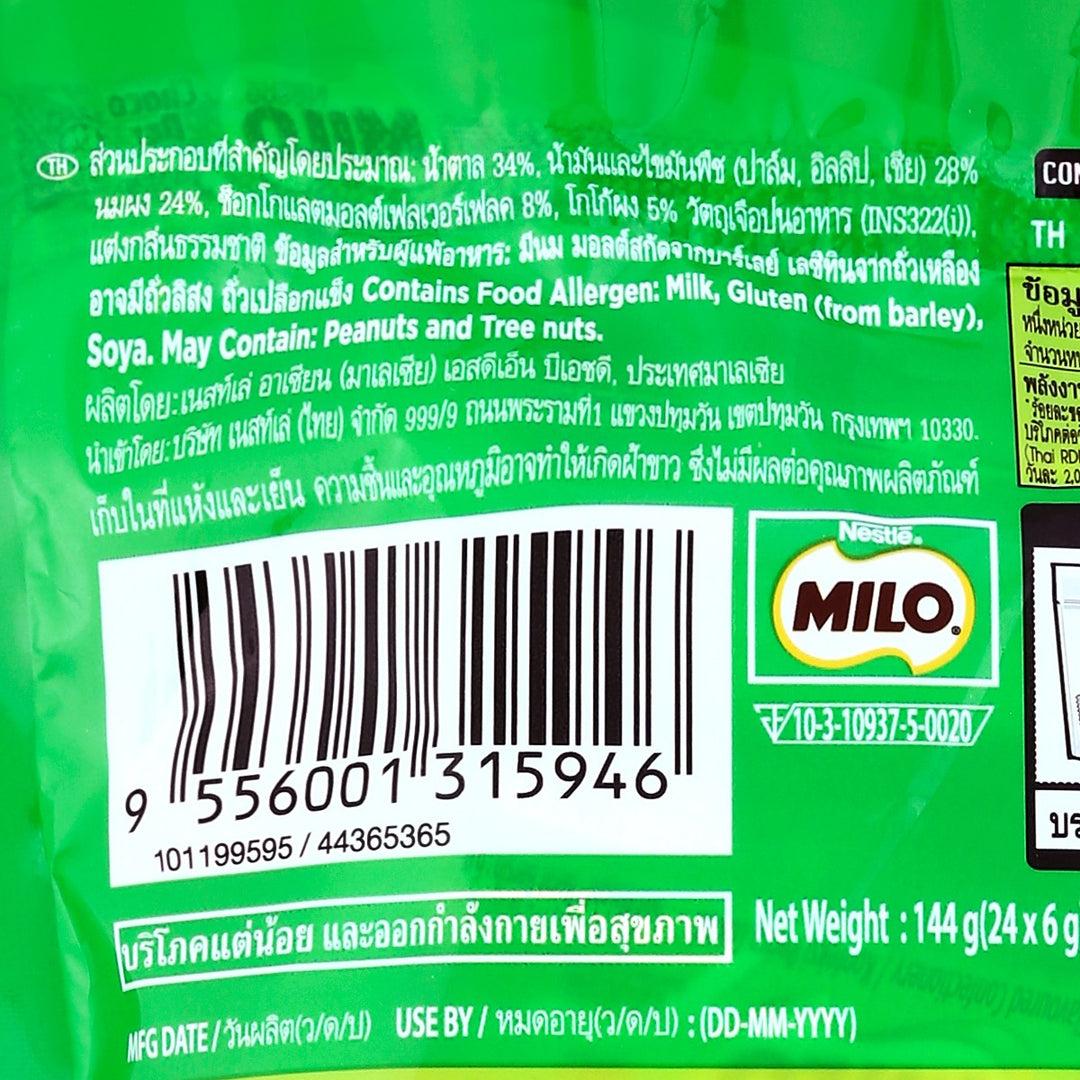 TH ส่วนประกอบที่สำคัญโดยประมาณ: น้ำตาล 34%, น้ำมันและไขมันพืช (ปาล์ม, อิลลิป, เชีย) 28%
นมผง 24%, ช็อกโกแลตมอลต์เฟลเวอร์เฟลค 8%, โกโก้ผง 5% วัตถุเจือปนอาหาร (INS322(i)),
แต่งกลิ่นธรรมชาติ ข้อมูลสำหรับผู้แพ้อาหาร: มีนม มอลต์สกัดจากบาร์เลย์ เลซิทินจากถั่วเหลือง
อาจมีถั่วลิสง ถั่วเปลือกแข็ง Contains Food Allergen: Milk, Gluten (from barley),
Soya. May Contain: Peanuts and Tree nuts.
ผลิตโดย:เนสท์เล่ อาเซียน (มาเลเซีย) เอสดีเอ็น บีเอชดี, ประเทศมาเลเซีย
นำเข้าโดย:บริษัท เนสท์เล่ (ไทย) จำกัด 999/9 ถนนพระรามที่1 แขวงปทุมวัน เขตปทุมวัน กรุงเทพฯ 10330.
เก็บในที่แห้งและเย็น ความชื้นและอุณหภูมิอาจทำให้เกิดฝ้าขาว ซึ่งไม่มีผลต่อคุณภาพผลิตภัณฑ์
9 556001 315946
101199595 / 44365365
Nestlé®
MILO®
10-3-10937-5-0020
บริโภคแต่น้อย และออกกำลังกายเพื่อสุขภาพ
Net Weight : 144 g(24 x 6 g
MFG DATE / วันผลิต(ว/ด/ป) USE BY / หมดอายุ(ว/ด/ป) : (DD-MM-YYYY)
TH
(Thai RDI
วันละ 2,0